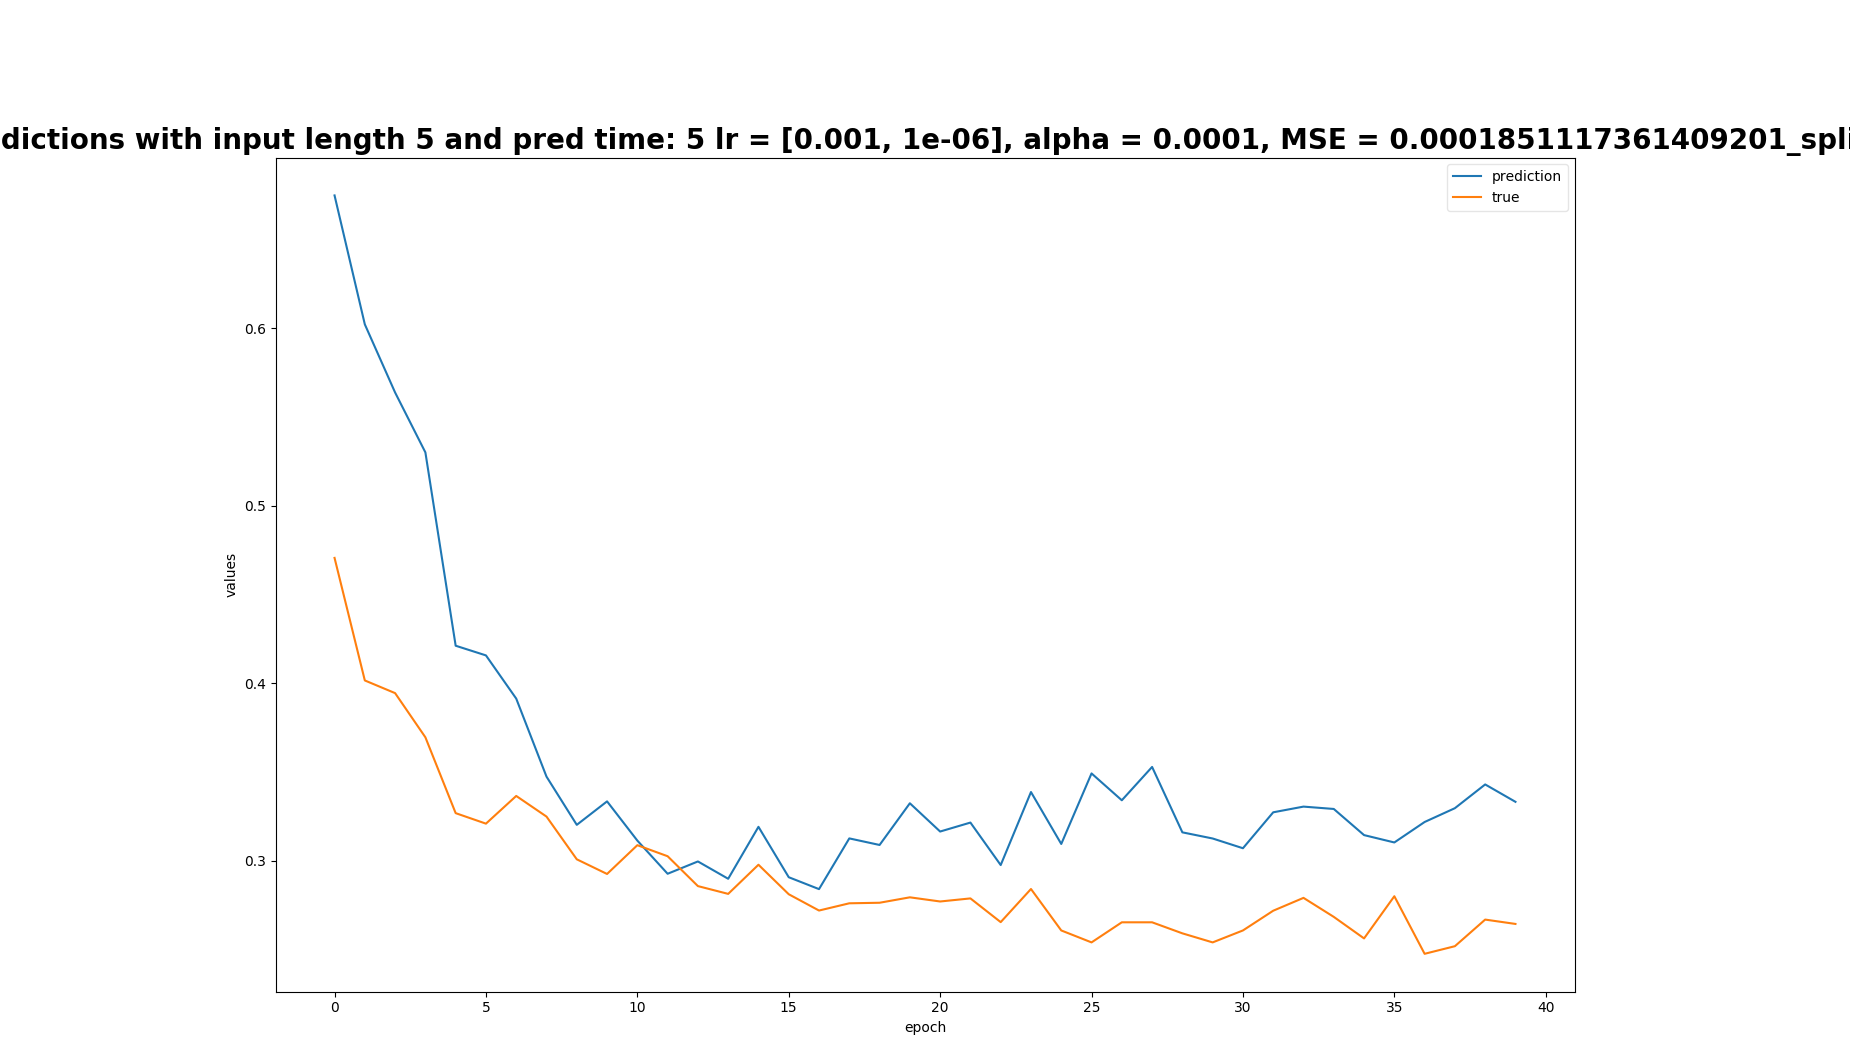 dictions with input length 5 and pred time: 5 lr = [0.001, 1e-06], alpha = 0.0001, MSE = 0.0001851117361409201_spli
prediction
true
0.6
0.5
0.4
0.3
values
0 5 10 15 20 25 30 35 40
epoch